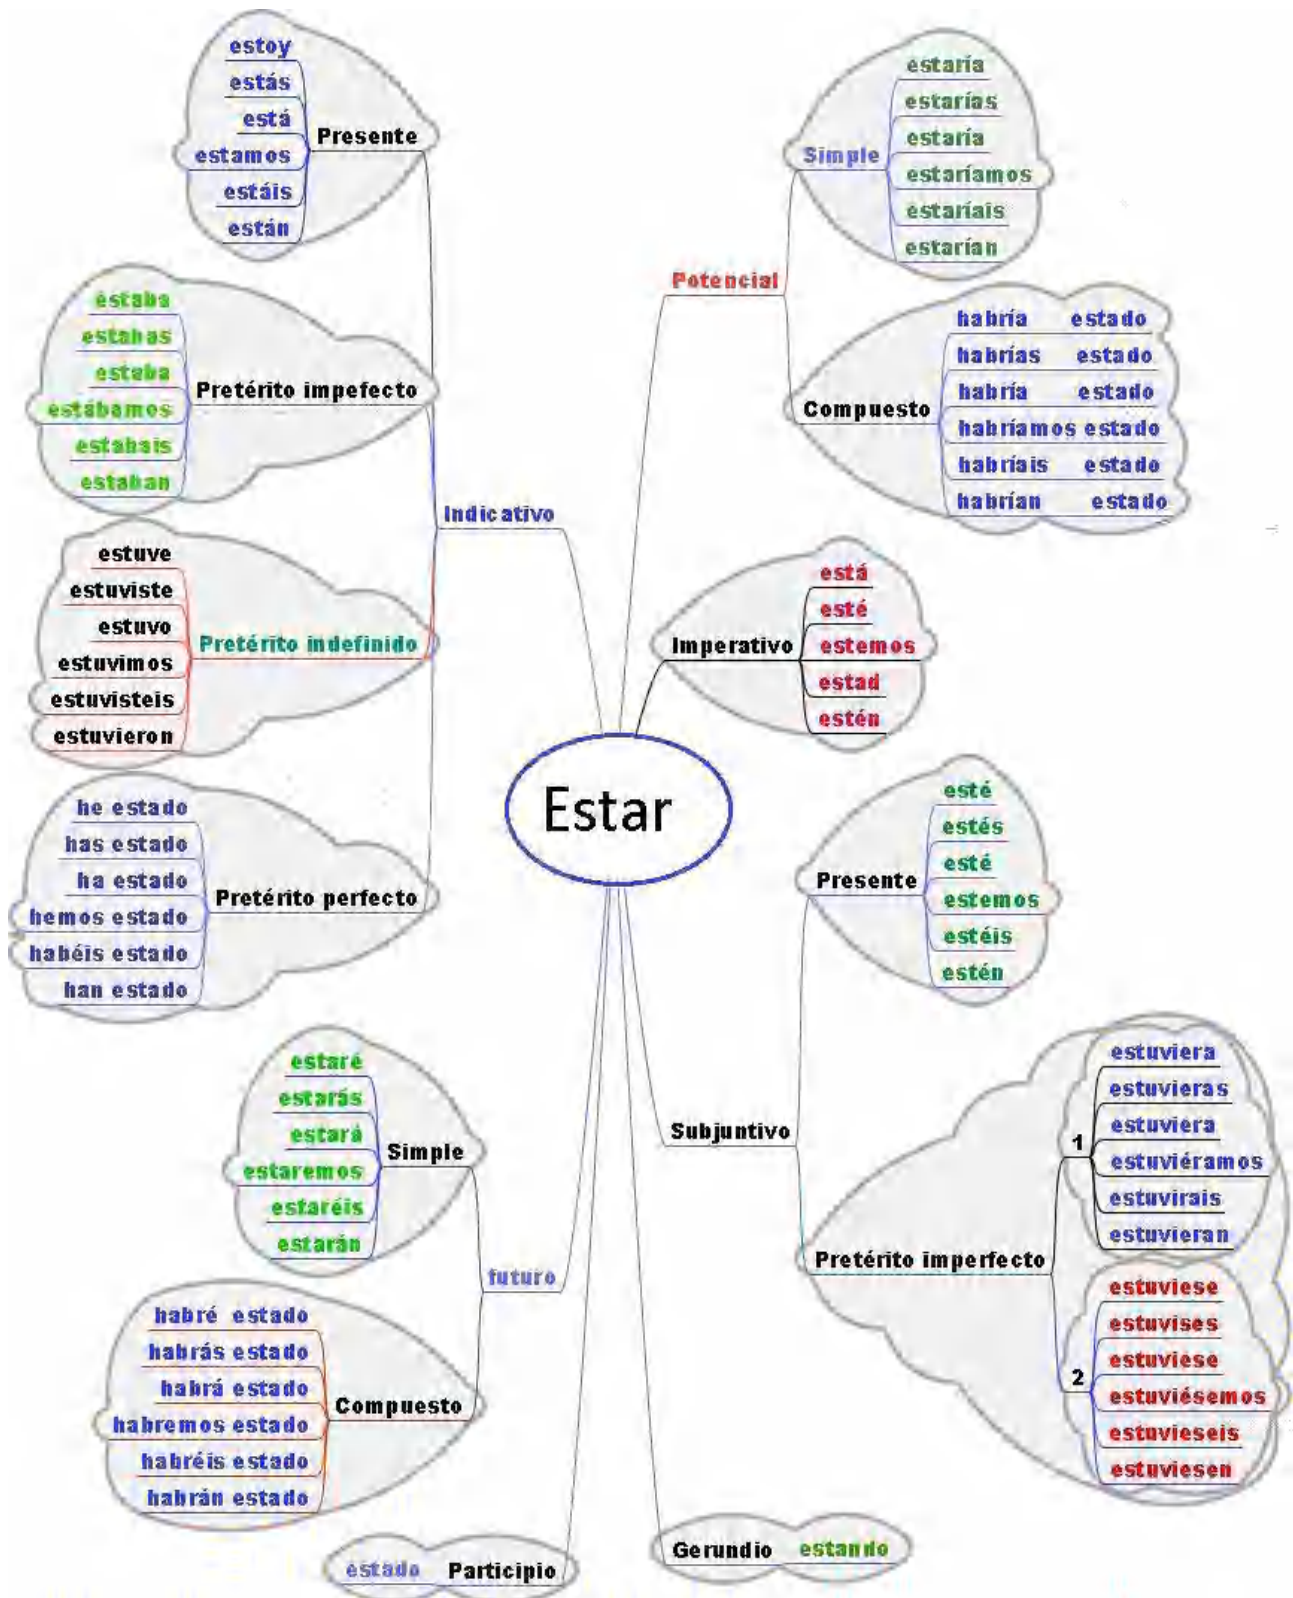 Estar
Indicativo
Presente
estoy
estás
está
estamos
estáis
están
Pretérito impefecto
estaba
estabas
estaba
estábamos
estabais
estaban
Pretérito indefinido
estuve
estuviste
estuvo
estuvimos
estuvisteis
estuvieron
Pretérito perfecto
he estado
has estado
ha estado
hemos estado
habéis estado
han estado
futuro
Simple
estaré
estarás
estará
estaremos
estaréis
estarán
Compuesto
habré estado
habrás estado
habrá estado
habremos estado
habréis estado
habrán estado
Participio
estado
Potencial
Simple
estaría
estarías
estaría
estaríamos
estaríais
estarían
Compuesto
habría estado
habrías estado
habría estado
habríamos estado
habríais estado
habrían estado
Imperativo
está
esté
estemos
estad
estén
Subjuntivo
Presente
esté
estés
esté
estemos
estéis
estén
Pretérito imperfecto
1
estuviera
estuvieras
estuviera
estuviéramos
estuvirais
estuvieran
2
estuviese
estuvises
estuviese
estuviésemos
estuvieseis
estuviesen
Gerundio
estando